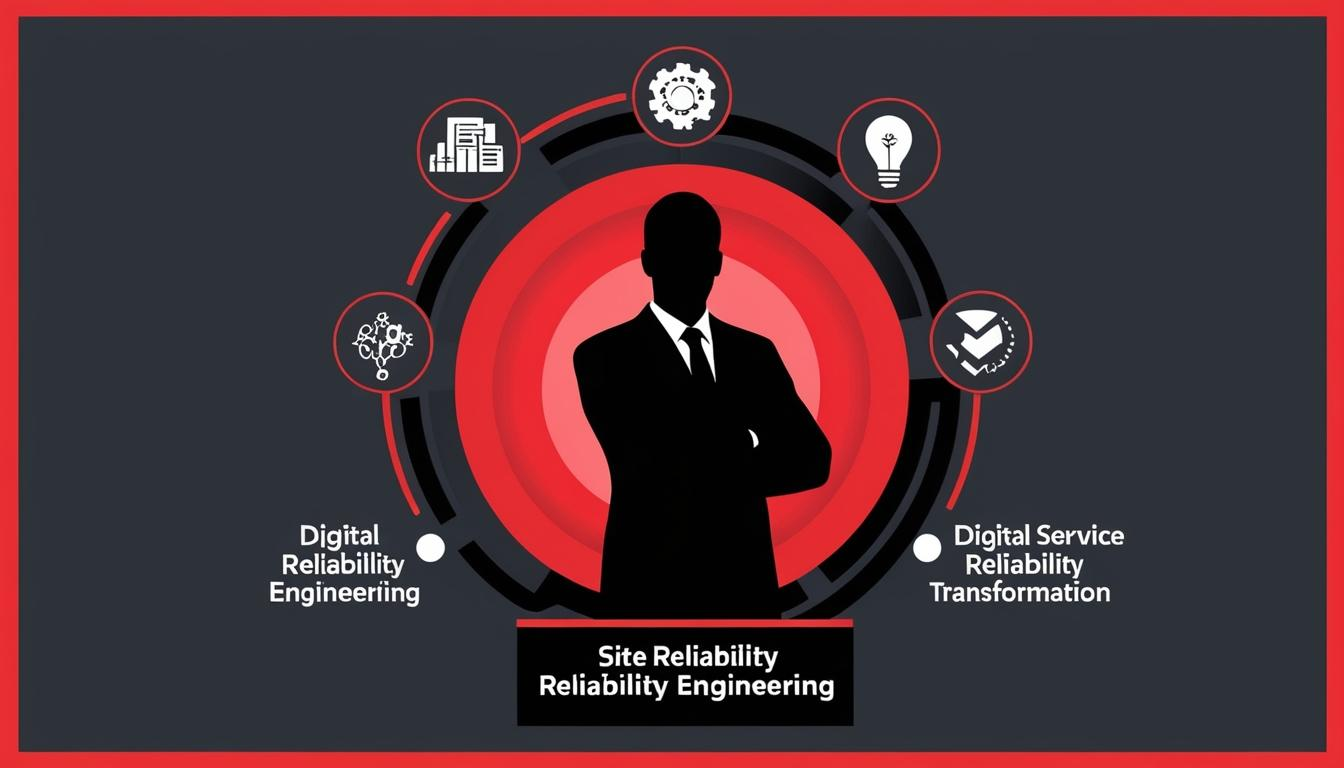 Digital
Reliability
Engineering
Digital Service
Reliability
Transformation
Site Reliability
Reliability Engineering